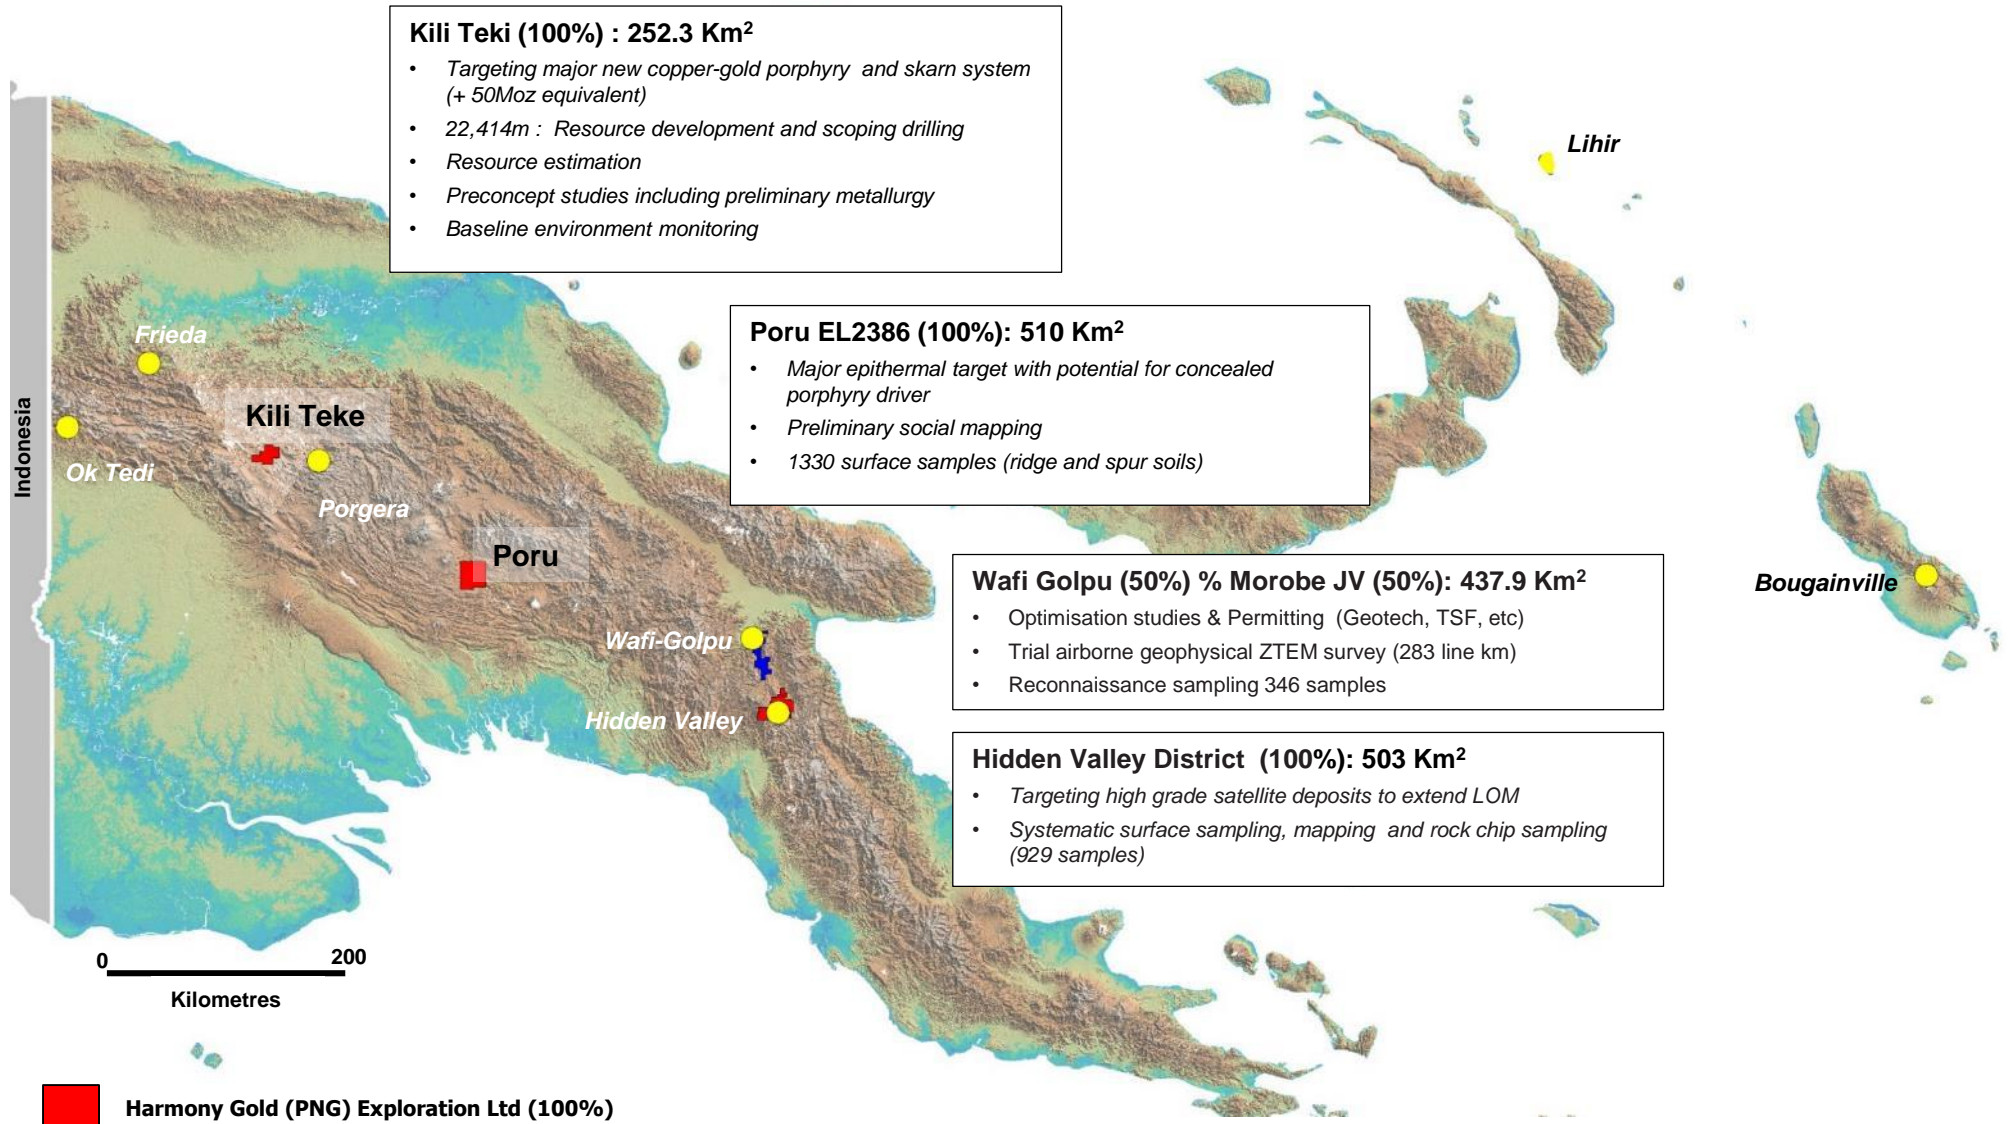 Kili Teki (100%) : 252.3 Km²
• Targeting major new copper-gold porphyry and skarn system
(+ 50Moz equivalent)
• 22,414m : Resource development and scoping drilling
• Resource estimation
• Preconcept studies including preliminary metallurgy
• Baseline environment monitoring
Lihir
Poru EL2386 (100%): 510 Km²
• Major epithermal target with potential for concealed
porphyry driver
• Preliminary social mapping
• 1330 surface samples (ridge and spur soils)
Frieda
Kili Teke
Indonesia
Ok Tedi
Porgera
Poru
Wafi Golpu (50%) % Morobe JV (50%): 437.9 Km²
• Optimisation studies & Permitting (Geotech, TSF, etc)
• Trial airborne geophysical ZTEM survey (283 line km)
• Reconnaissance sampling 346 samples
Bougainville
Wafi-Golpu
Hidden Valley
Hidden Valley District (100%): 503 Km²
• Targeting high grade satellite deposits to extend LOM
• Systematic surface sampling, mapping and rock chip sampling
(929 samples)
0 200
Kilometres
Harmony Gold (PNG) Exploration Ltd (100%)